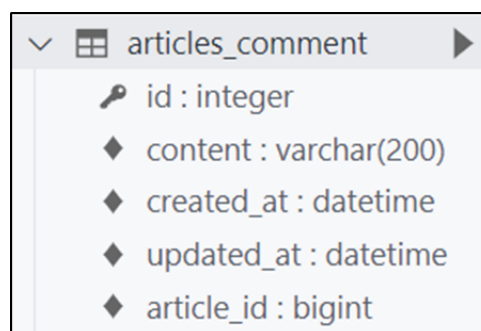 articles_comment
id : integer
content : varchar(200)
created_at : datetime
updated_at : datetime
article_id : bigint